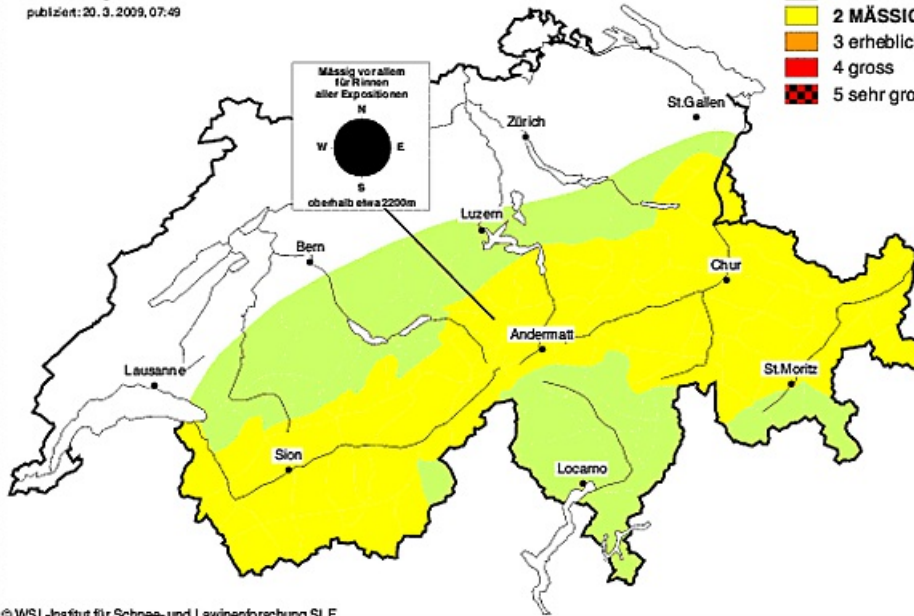 publiziert: 20. 3. 2009, 07:49
2 MÄSSIG
3 erheblic
4 gross
5 sehr gro
Mässig vor allem
für Rinnen
aller Expositionen
N
W E
S
oberhalb etwa 2200m
St.Gallen
Zürich
Luzern
Bern
Chur
Andermatt
Lausanne
St.Moritz
Sion
Locarno
© WSL-Institut für Schnee- und Lawinenforschung SLF